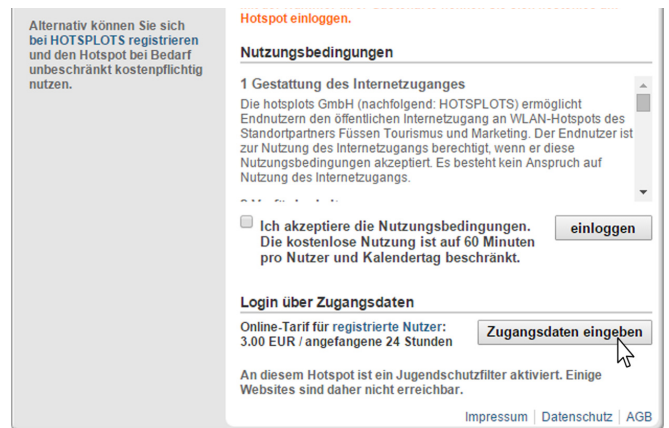 Alternativ können Sie sich
bei HOTSPLOTS registrieren
und den Hotspot bei Bedarf
unbeschränkt kostenpflichtig
nutzen.
Hotspot einloggen.
Nutzungsbedingungen
1 Gestattung des Internetzuganges
Die hotsplots GmbH (nachfolgend: HOTSPLOTS) ermöglicht
Endnutzern den öffentlichen Internetzugang an WLAN-Hotspots des
Standortpartners Füssen Tourismus und Marketing. Der Endnutzer ist
zur Nutzung des Internetzugangs berechtigt, wenn er diese
Nutzungsbedingungen akzeptiert. Es besteht kein Anspruch auf
Nutzung des Internetzugangs.
Ich akzeptiere die Nutzungsbedingungen.
Die kostenlose Nutzung ist auf 60 Minuten
pro Nutzer und Kalendertag beschränkt.
einloggen
Login über Zugangsdaten
Online-Tarif für registrierte Nutzer:
3.00 EUR / angefangene 24 Stunden
Zugangsdaten eingeben
An diesem Hotspot ist ein Jugendschutzfilter aktiviert. Einige
Websites sind daher nicht erreichbar.
Impressum | Datenschutz | AGB